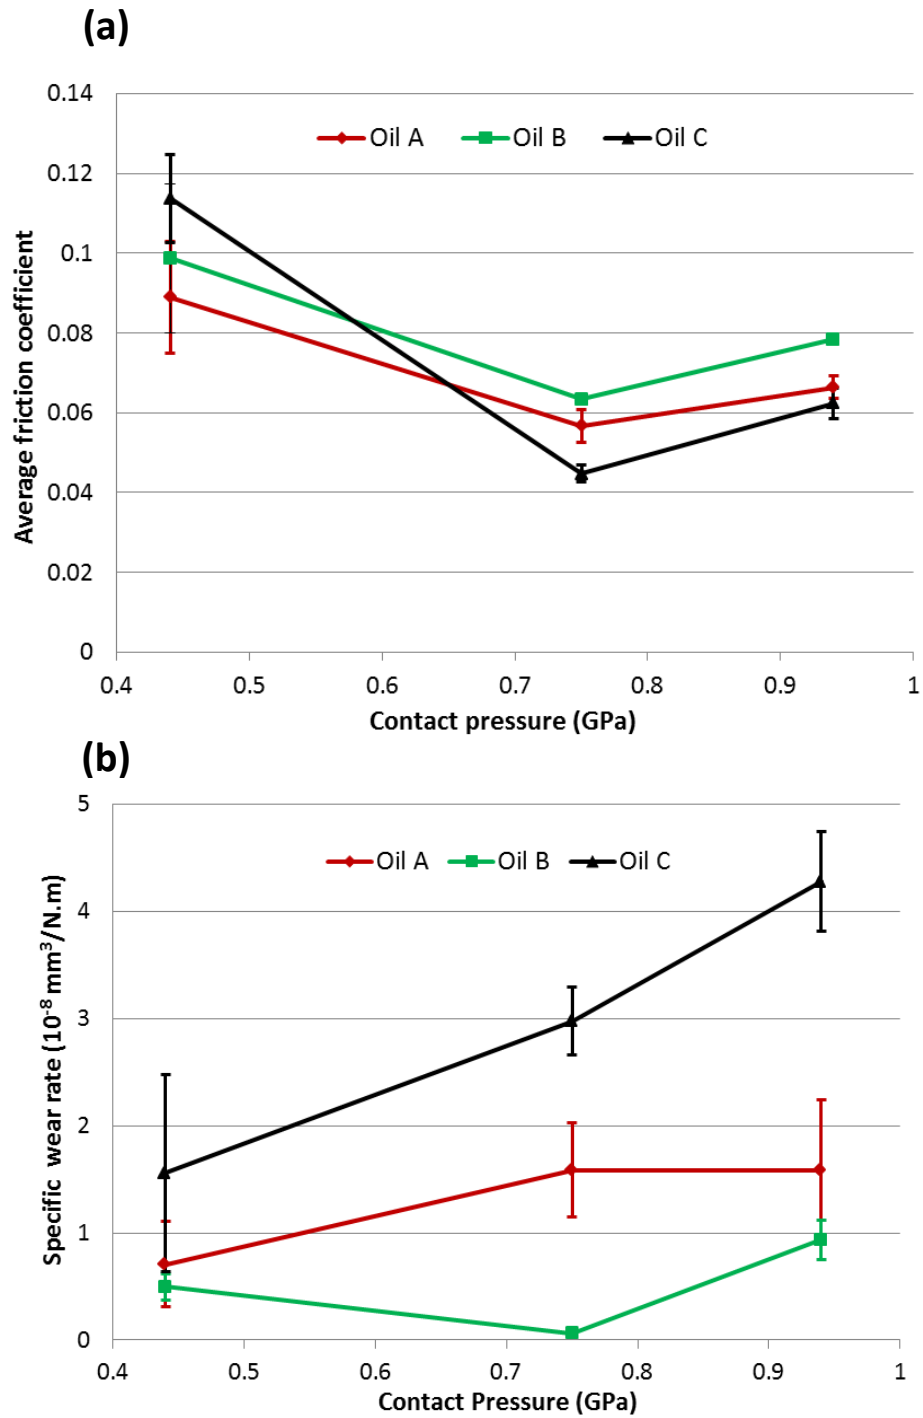 (a)
0.14
Oil A Oil B Oil C
0.12
0.1
0.08
0.06
0.04
0.02
0
Average friction coefficient
0.4 0.5 0.6 0.7 0.8 0.9 1
Contact pressure (GPa)
(b)
5
Oil A Oil B Oil C
4
3
2
1
0
Specific wear rate (10⁻⁸ mm³/N.m)
0.4 0.5 0.6 0.7 0.8 0.9 1
Contact Pressure (GPa)